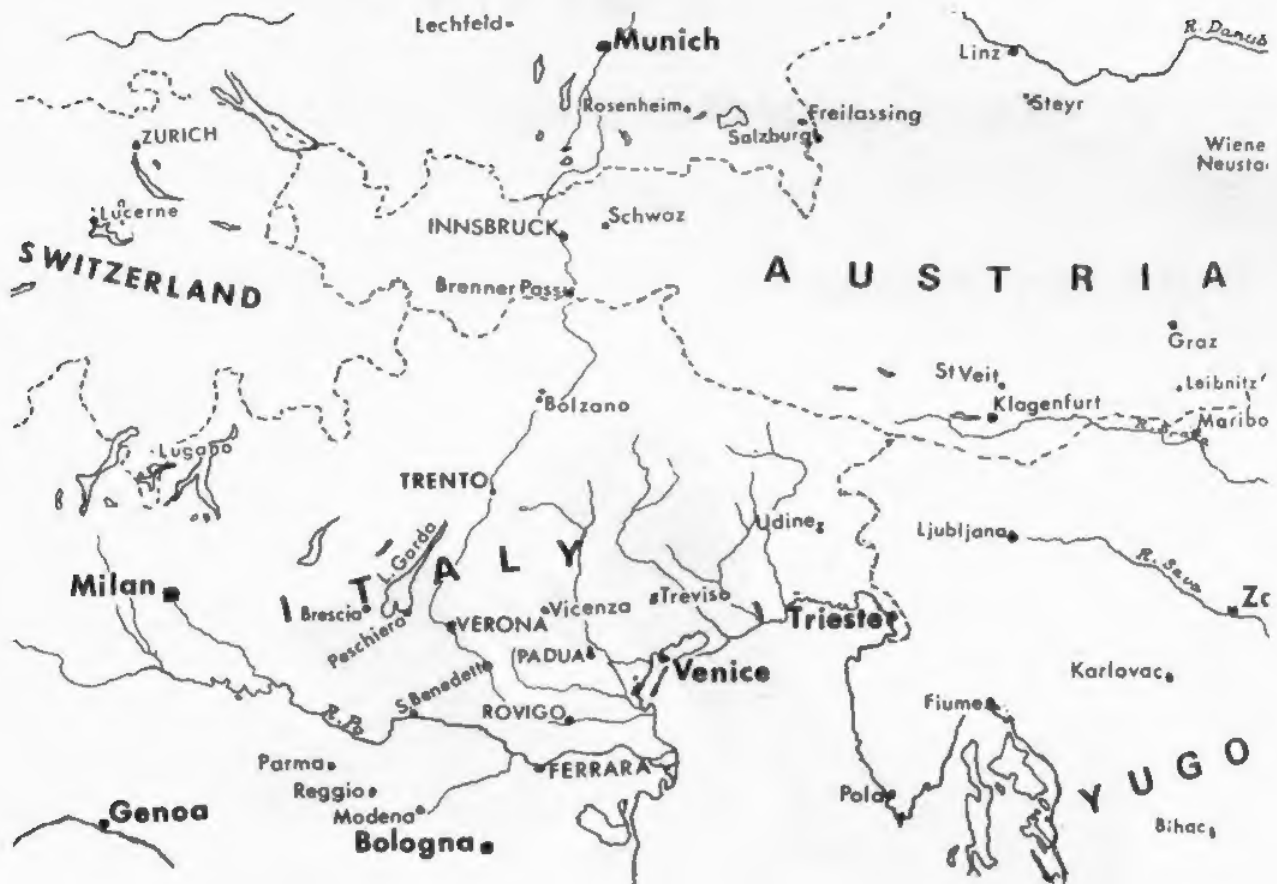 Lechfeld
Munich
Linz
R. Danub
Rosenheim
Steyr
Freilassing
Salzburg
ZURICH
Wiene
Neusta
Lucerne
Schwaz
INNSBRUCK
SWITZERLAND
AUSTRIA
Brenner Pass
Graz
St Veit
Leibnitz
Bolzano
Klagenfurt
Maribo
Lugano
TRENTO
Udine
Ljubljana
L. Garda
R. Sava
ITALY
Milan
Brescia
Vicenza
Treviso
Zc
Peschiera
VERONA
Trieste
PADUA
Venice
S. Benedetto
Karlovac
R. Po
ROVIGO
Fiume
Parma
FERRARA
YUGO
Reggio
Pola
Modena
Genoa
Bologna
Bihac